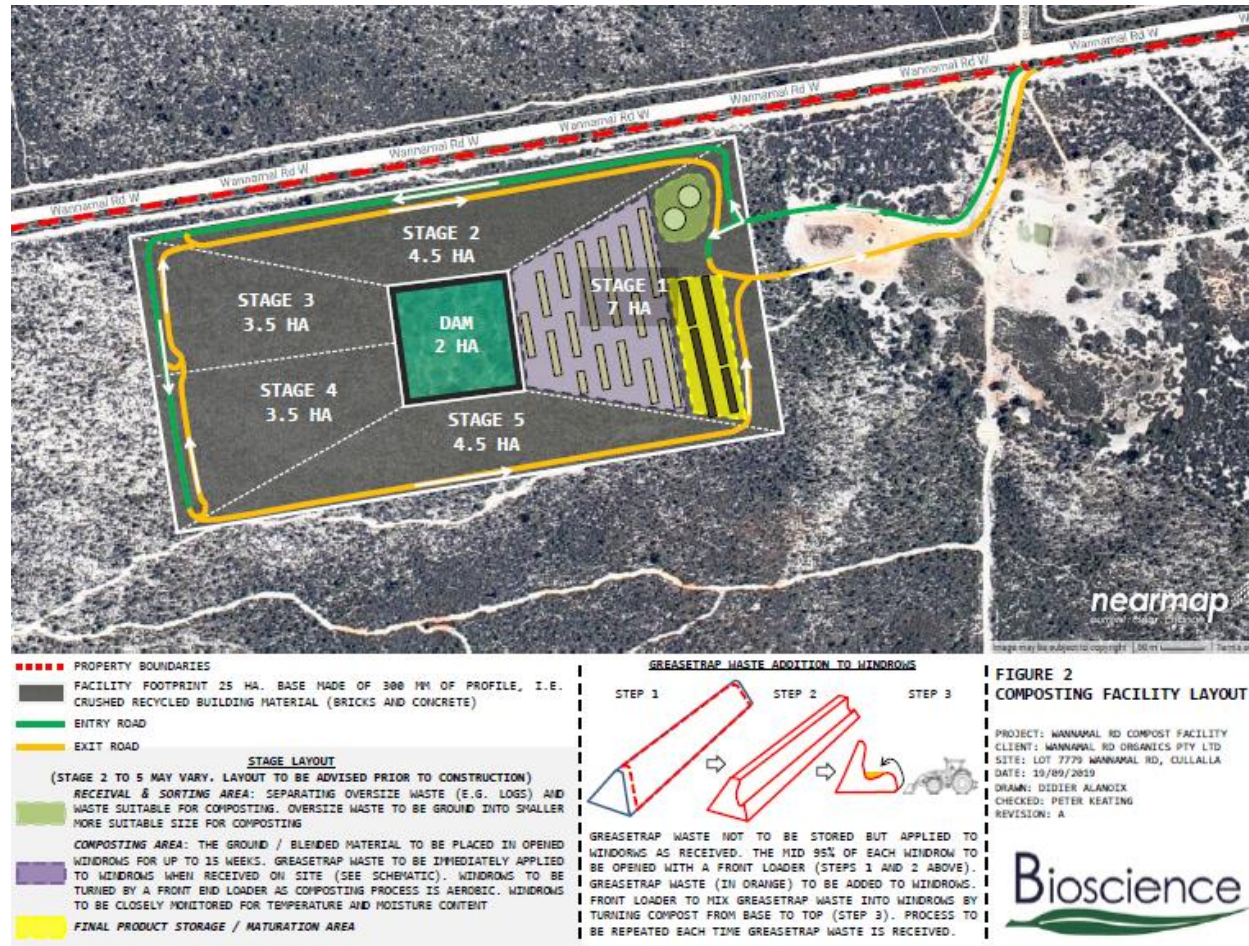 Wannamal Rd W
Wannamal Rd W
Wannamal Rd W
Wannamal Rd W
Wannamal Rd W
Wannamal Rd W
Wannamal Rd W
Wannamal Rd W
STAGE 2
4.5 HA
STAGE 3
3.5 HA
STAGE 1
7 HA
DAM
2 HA
STAGE 4
3.5 HA
STAGE 5
4.5 HA
nearmap
Image may be subject to copyright
PROPERTY BOUNDARIES
FACILITY FOOTPRINT 25 HA. BASE MADE OF 300 MM OF PROFILE, I.E.
CRUSHED RECYCLED BUILDING MATERIAL (BRICKS AND CONCRETE)
ENTRY ROAD
EXIT ROAD
STAGE LAYOUT
(STAGE 2 TO 5 MAY VARY. LAYOUT TO BE ADVISED PRIOR TO CONSTRUCTION)
RECEIVAL & SORTING AREA: SEPARATING OVERSIZE WASTE (E.G. LOGS) AND
WASTE SUITABLE FOR COMPOSTING. OVERSIZE WASTE TO BE GROUND INTO SMALLER
MORE SUITABLE SIZE FOR COMPOSTING
COMPOSTING AREA: THE GROUND / BLENDED MATERIAL TO BE PLACED IN OPENED
WINDROWS FOR UP TO 15 WEEKS. GREASETRAP WASTE TO BE IMMEDIATELY APPLIED
TO WINDROWS WHEN RECEIVED ON SITE (SEE SCHEMATIC). WINDROWS TO BE
TURNED BY A FRONT END LOADER AS COMPOSTING PROCESS IS AEROBIC. WINDROWS
TO BE CLOSELY MONITORED FOR TEMPERATURE AND MOISTURE CONTENT
FINAL PRODUCT STORAGE / MATURATION AREA
GREASETRAP WASTE ADDITION TO WINDROWS
STEP 1
STEP 2
STEP 3
GREASETRAP WASTE NOT TO BE STORED BUT APPLIED TO
WINDORWS AS RECEIVED. THE MID 95% OF EACH WINDROW TO
BE OPENED WITH A FRONT LOADER (STEPS 1 AND 2 ABOVE).
GREASETRAP WASTE (IN ORANGE) TO BE ADDED TO WINDROWS.
FRONT LOADER TO MIX GREASETRAP WASTE INTO WINDROWS BY
TURNING COMPOST FROM BASE TO TOP (STEP 3). PROCESS TO
BE REPEATED EACH TIME GREASETRAP WASTE IS RECEIVED.
FIGURE 2
COMPOSTING FACILITY LAYOUT
PROJECT: WANNAMAL RD COMPOST FACILITY
CLIENT: WANNAMAL RD ORGANICS PTY LTD
SITE: LOT 7779 WANNAMAL RD, CULLALLA
DATE: 19/09/2019
DRAWN: DIDIER ALANOIX
CHECKED: PETER KEATING
REVISION: A
Bioscience